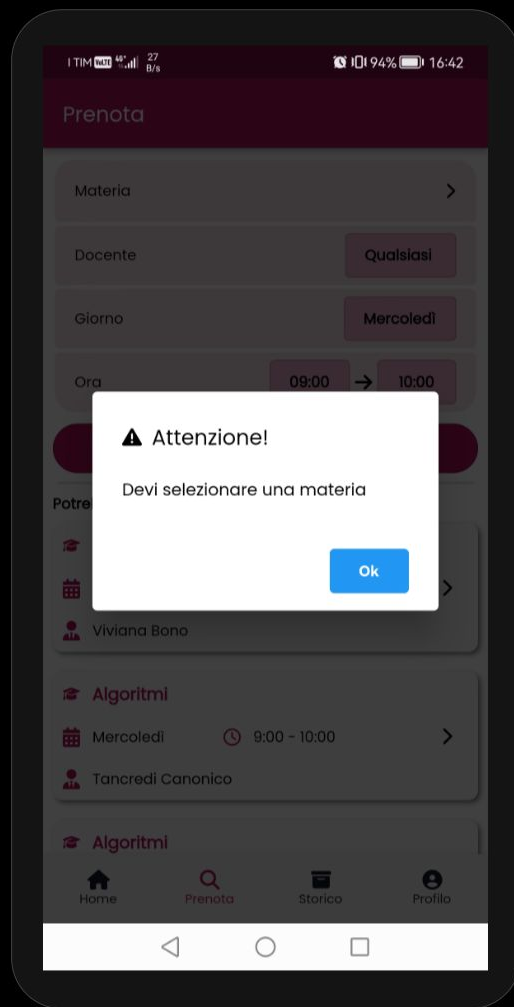 I TIM VoLTE 4G+ 27 B/s 94% 16:42
Prenota
Materia
Docente Qualsiasi
Giorno Mercoledì
Ora 09:00 → 10:00
Attenzione!
Devi selezionare una materia
Ok
Potre
Viviana Bono
Algoritmi
Mercoledì 9:00 - 10:00
Tancredi Canonico
Algoritmi
Home Prenota Storico Profilo